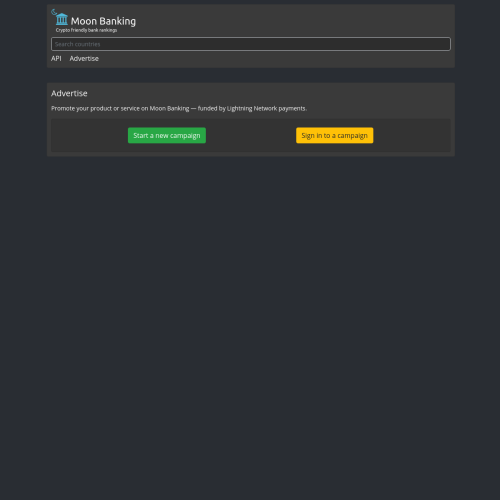 Moon Banking
Crypto friendly bank rankings
Search countries
API Advertise
Advertise
Promote your product or service on Moon Banking — funded by Lightning Network payments.
Start a new campaign Sign in to a campaign